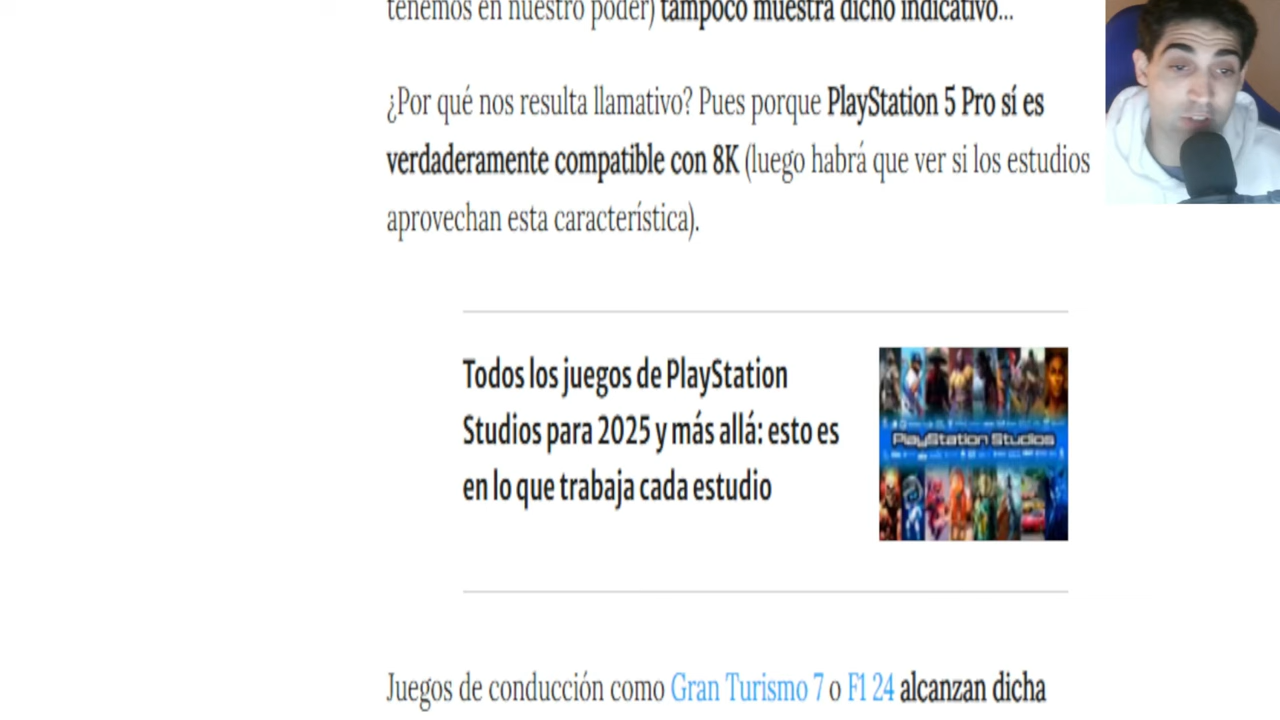 tenemos en nuestro poder) tampoco muestra dicho indicativo...
¿Por qué nos resulta llamativo? Pues porque PlayStation 5 Pro sí es
verdaderamente compatible con 8K (luego habrá que ver si los estudios
aprovechan esta característica).
Todos los juegos de PlayStation
Studios para 2025 y más allá: esto es
en lo que trabaja cada estudio
PlayStation Studios
Juegos de conducción como Gran Turismo 7 o F1 24 alcanzan dicha